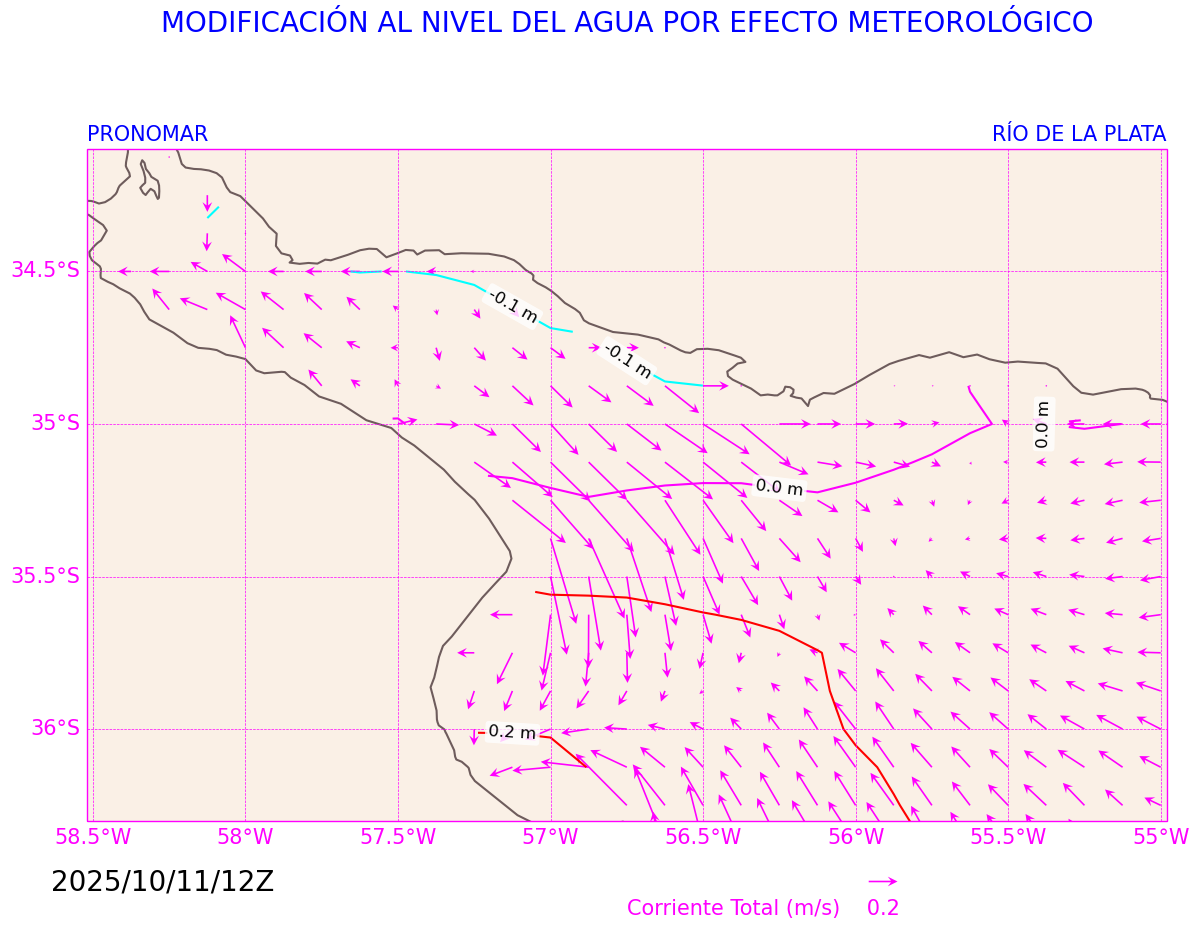 MODIFICACIÓN AL NIVEL DEL AGUA POR EFECTO METEOROLÓGICO
PRONOMAR
RÍO DE LA PLATA
34.5°S
-0.1 m
-0.1 m
35°S
0.0 m
0.0 m
35.5°S
36°S
0.2 m
58.5°W
58°W
57.5°W
57°W
56.5°W
56°W
55.5°W
55°W
2025/10/11/12Z
Corriente Total (m/s)
0.2